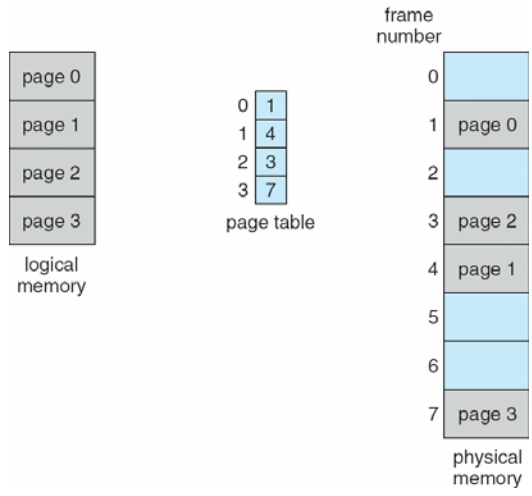 page 0
page 1
page 2
page 3
logical
memory
0 1
1 4
2 3
3 7
page table
frame
number
0
1 page 0
2
3 page 2
4 page 1
5
6
7 page 3
physical
memory